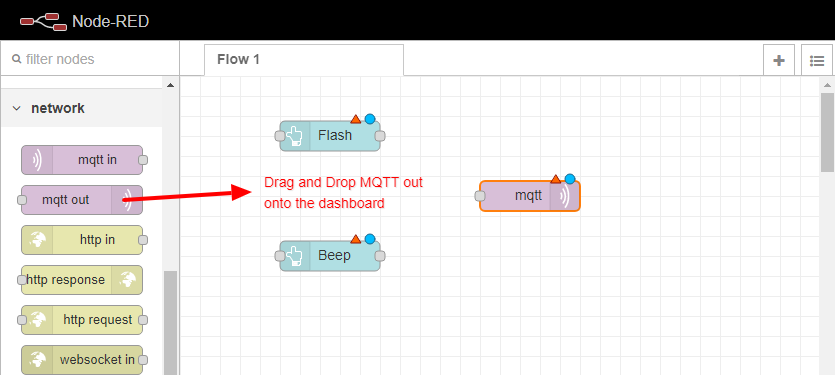 Node-RED
filter nodes
Flow 1
network
mqtt in
mqtt out
http in
http response
http request
websocket in
Flash
Drag and Drop MQTT out
onto the dashboard
mqtt
Beep